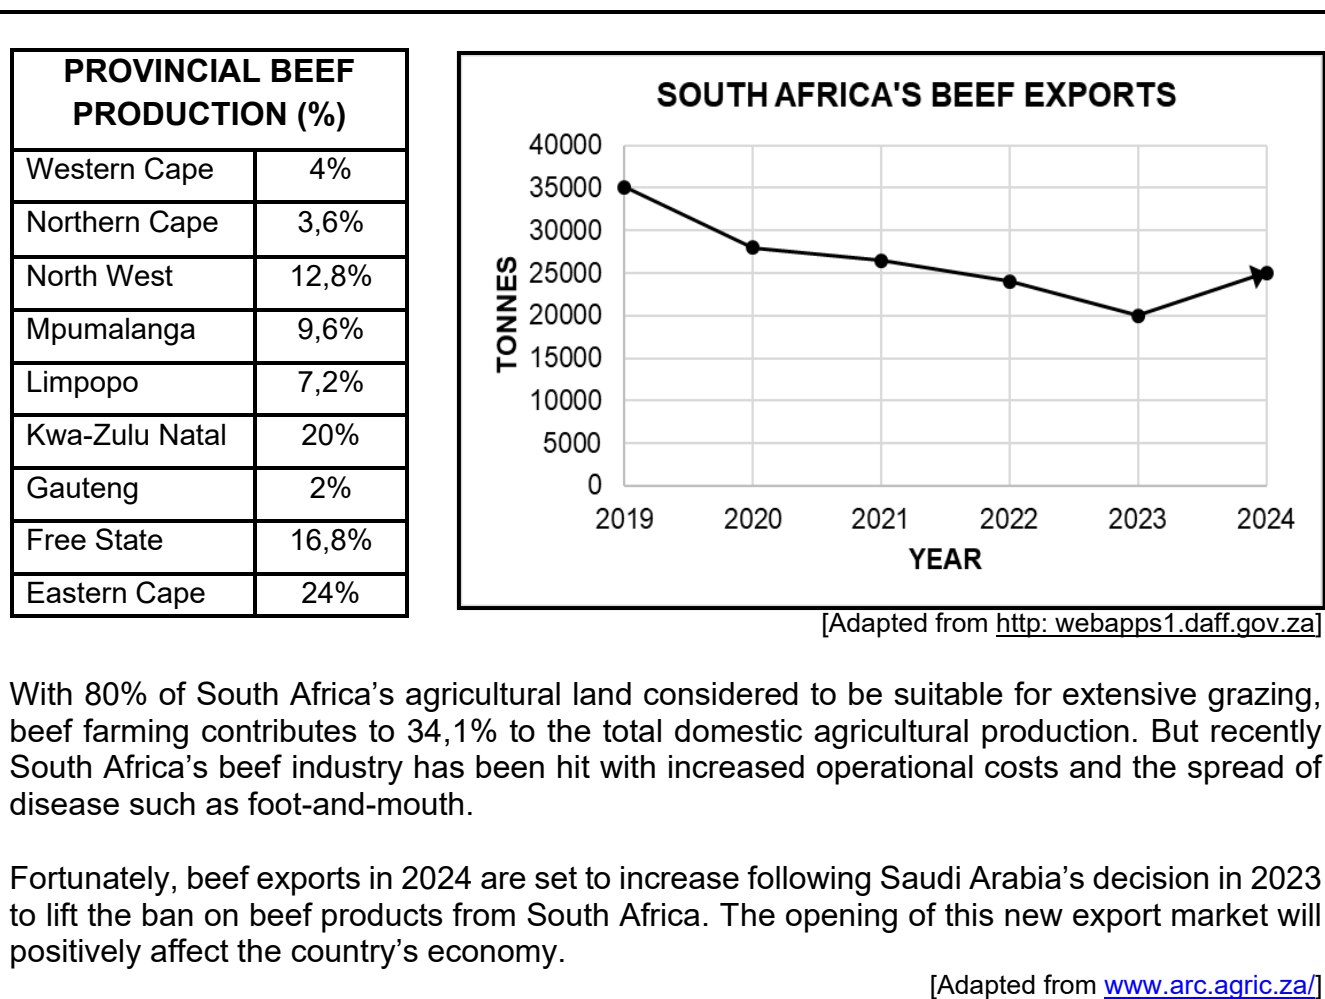 PROVINCIAL BEEF
PRODUCTION (%)
Western Cape 4%
Northern Cape 3,6%
North West 12,8%
Mpumalanga 9,6%
Limpopo 7,2%
Kwa-Zulu Natal 20%
Gauteng 2%
Free State 16,8%
Eastern Cape 24%
SOUTH AFRICA'S BEEF EXPORTS
TONNES
40000
35000
30000
25000
20000
15000
10000
5000
0
2019 2020 2021 2022 2023 2024
YEAR
[Adapted from http: webapps1.daff.gov.za]
With 80% of South Africa’s agricultural land considered to be suitable for extensive grazing,
beef farming contributes to 34,1% to the total domestic agricultural production. But recently
South Africa’s beef industry has been hit with increased operational costs and the spread of
disease such as foot-and-mouth.
Fortunately, beef exports in 2024 are set to increase following Saudi Arabia’s decision in 2023
to lift the ban on beef products from South Africa. The opening of this new export market will
positively affect the country’s economy.
[Adapted from www.arc.agric.za/]